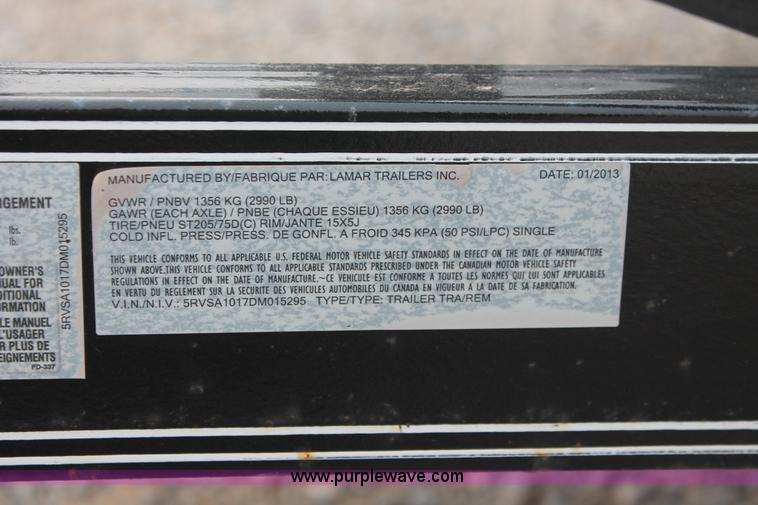 RGEMENT
lbs.
lb.
OWNER'S
NUAL FOR
DITIONAL
FORMATION
LE MANUEL
L'USAGER
R PLUS DE
EIGNEMENTS
FD-337
5RVSA1017DM015295
MANUFACTURED BY/FABRIQUE PAR: LAMAR TRAILERS INC. DATE: 01/2013
GVWR / PNBV 1356 KG (2990 LB)
GAWR (EACH AXLE) / PNBE (CHAQUE ESSIEU) 1356 KG (2990 LB)
TIRE/PNEU ST205/75D(C) RIM/JANTE 15X5J
COLD INFL. PRESS/PRESS. DE GONFL. A FROID 345 KPA (50 PSI/LPC) SINGLE
THIS VEHICLE CONFORMS TO ALL APPLICABLE U.S. FEDERAL MOTOR VEHICLE SAFETY STANDARDS IN EFFECT ON THE DATE OF MANUFACTURE
SHOWN ABOVE.THIS VEHICLE CONFORMS TO ALL APPLICABLE STANDARDS PRESCRIBED UNDER THE CANADIAN MOTOR VEHICLE SAFETY
REGULATIONS IN EFFECT ON THE DATE OF MANUFACTURE.~CE VEHICULE EST CONFORME A TOUTES LES NORMES QUI LUI SONT APPLICABLES
EN VERTU DU REGLEMENT SUR LA SECURITE DES VEHICULES AUTOMOBILES DU CANADA EN VIGUEUR A LA DATE DE SA FABRICATION.
V.I.N./N.I.V.: 5RVSA1017DM015295 TYPE/TYPE: TRAILER TRA/REM
www.purplewave.com